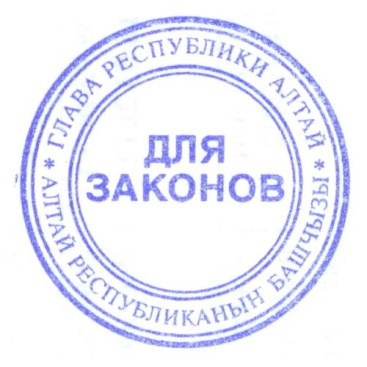 * ГЛАВА РЕСПУБЛИКИ АЛТАЙ *
ДЛЯ
ЗАКОНОВ
АЛТАЙ РЕСПУБЛИКАНЫҤ БАШЧЫЗЫ